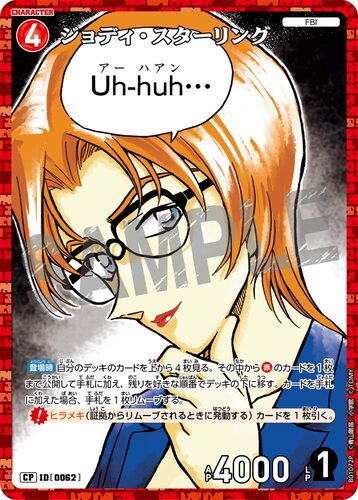 CHARACTER
4
ジョディ・スターリング
FBI
アー ハアン
Uh-huh…
SAMPLE
登場時 自分のデッキのカードを上から4枚見る。その中から赤のカードを1枚
まで公開して手札に加え、残りを好きな順番でデッキの下に移す。カードを手札
に加えた場合、手札を1枚リムーブする。
ヒラメキ(証拠からリムーブされるときに発動する)カードを1枚引く。
CP ID[0062]
AP 4000 LP 1